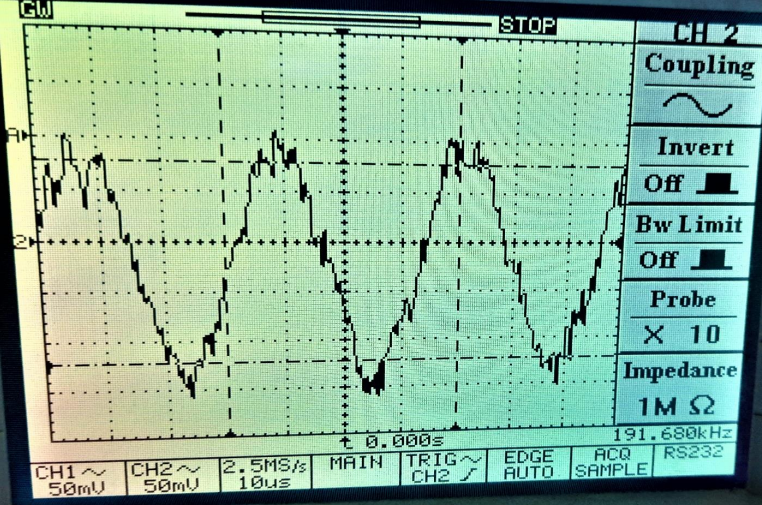 GW
STOP
CH 2
Coupling
A
Invert
Off
2
Bw Limit
Off
Probe
X 10
Impedance
1M Ω
0.000s
191.680kHz
CH1 CH2 2.5MS/s MAIN TRIG EDGE ACQ RS232
50mV 50mV 10us CH2 AUTO SAMPLE